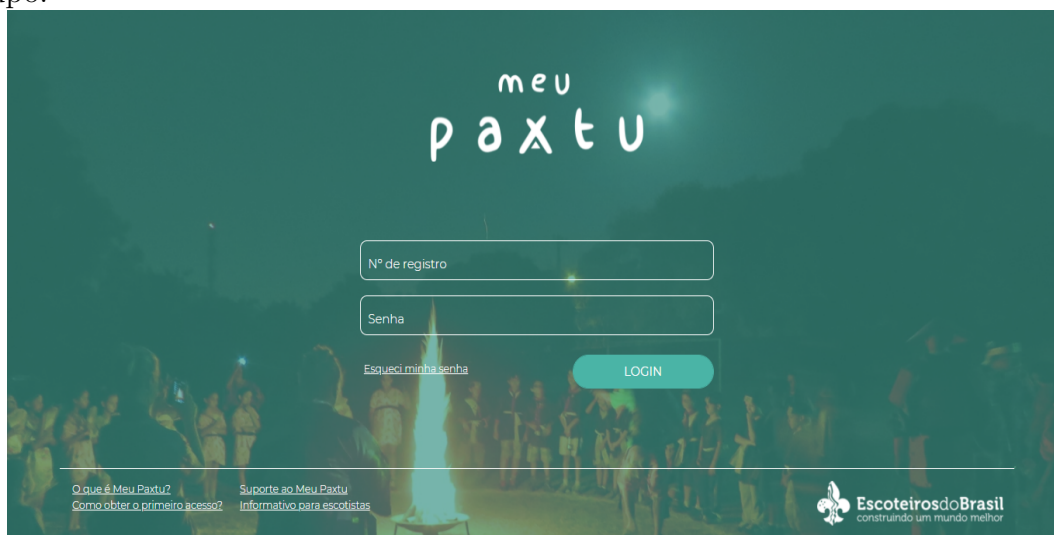 meu
paxtu
Nº de registro
Senha
Esqueci minha senha
LOGIN
O que é Meu Paxtu?
Suporte ao Meu Paxtu
Como obter o primeiro acesso?
Informativo para escotistas
EscoteirosdoBrasil
construindo um mundo melhor